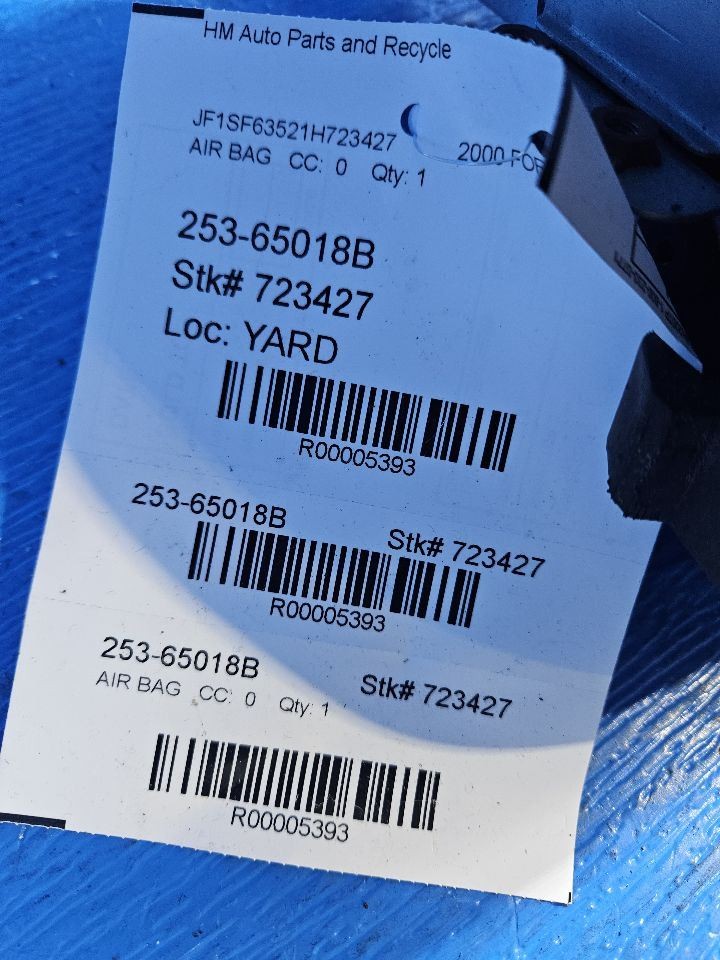 HM Auto Parts and Recycle
JF1SF63521H723427 2000 FOR
AIR BAG CC: 0 Qty: 1
253-65018B
Stk# 723427
Loc: YARD
R00005393
253-65018B Stk# 723427
R00005393
253-65018B Stk# 723427
AIR BAG CC: 0 Qty: 1
R00005393